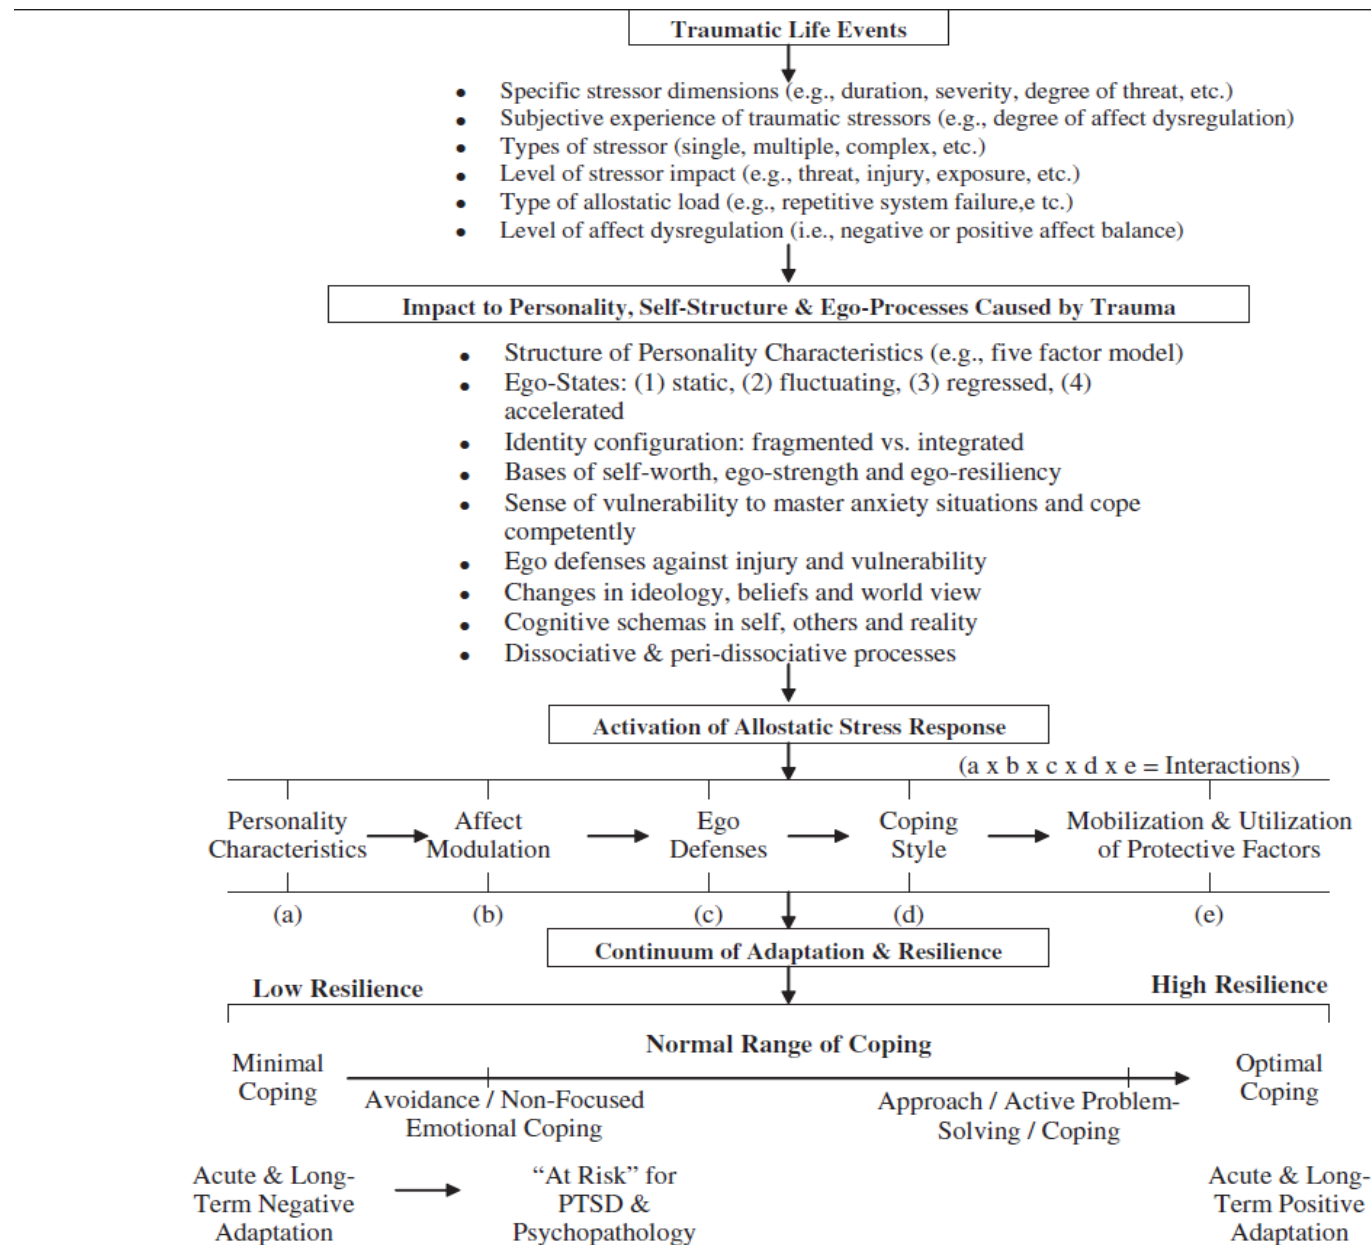 Traumatic Life Events
• Specific stressor dimensions (e.g., duration, severity, degree of threat, etc.)
• Subjective experience of traumatic stressors (e.g., degree of affect dysregulation)
• Types of stressor (single, multiple, complex, etc.)
• Level of stressor impact (e.g., threat, injury, exposure, etc.)
• Type of allostatic load (e.g., repetitive system failure,e tc.)
• Level of affect dysregulation (i.e., negative or positive affect balance)
Impact to Personality, Self-Structure & Ego-Processes Caused by Trauma
• Structure of Personality Characteristics (e.g., five factor model)
• Ego-States: (1) static, (2) fluctuating, (3) regressed, (4)
accelerated
• Identity configuration: fragmented vs. integrated
• Bases of self-worth, ego-strength and ego-resiliency
• Sense of vulnerability to master anxiety situations and cope
competently
• Ego defenses against injury and vulnerability
• Changes in ideology, beliefs and world view
• Cognitive schemas in self, others and reality
• Dissociative & peri-dissociative processes
Activation of Allostatic Stress Response
(a x b x c x d x e = Interactions)
Personality
Characteristics
Affect
Modulation
Ego
Defenses
Coping
Style
Mobilization & Utilization
of Protective Factors
(a)
(b)
(c)
(d)
(e)
Continuum of Adaptation & Resilience
Low Resilience
High Resilience
Normal Range of Coping
Minimal
Coping
Optimal
Coping
Avoidance / Non-Focused
Emotional Coping
Approach / Active Problem-
Solving / Coping
Acute & Long-
Term Negative
Adaptation
“At Risk” for
PTSD &
Psychopathology
Acute & Long-
Term Positive
Adaptation